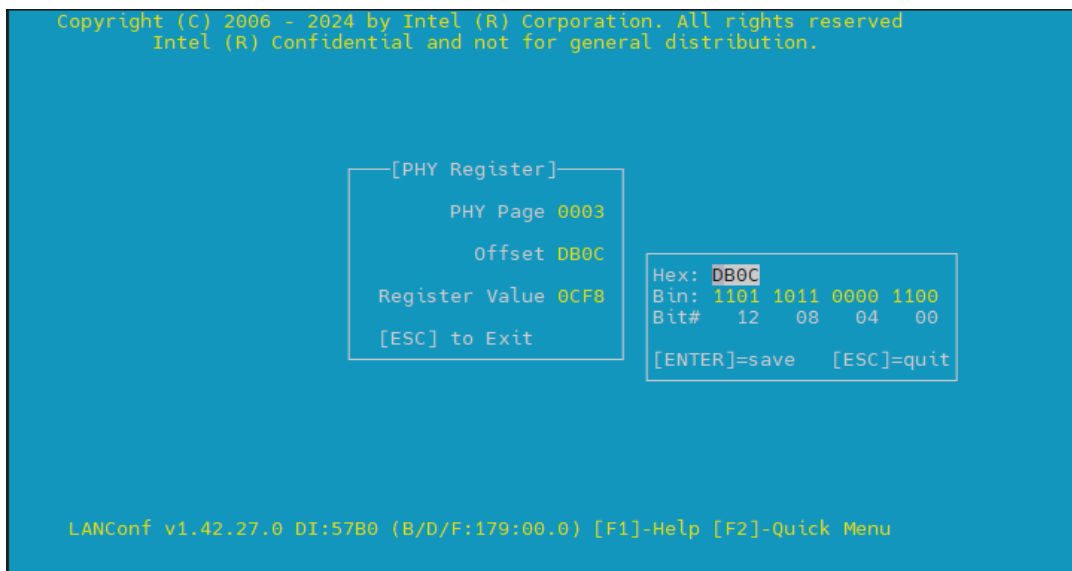 Copyright (C) 2006 - 2024 by Intel (R) Corporation. All rights reserved
Intel (R) Confidential and not for general distribution.
[PHY Register]
PHY Page 0003
Offset DB0C
Register Value 0CF8
[ESC] to Exit
Hex: DB0C
Bin: 1101 1011 0000 1100
Bit# 12 08 04 00
[ENTER]=save [ESC]=quit
LANConf v1.42.27.0 DI:57B0 (B/D/F:179:00.0) [F1]-Help [F2]-Quick Menu